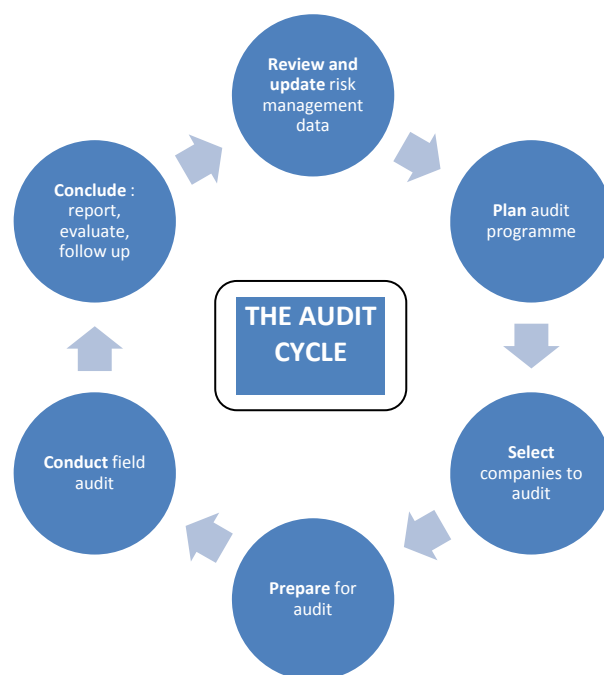 Review and
update risk
management
data
Plan audit
programme
Select
companies to
audit
Prepare for
audit
Conduct field
audit
Conclude :
report,
evaluate,
follow up
THE AUDIT
CYCLE